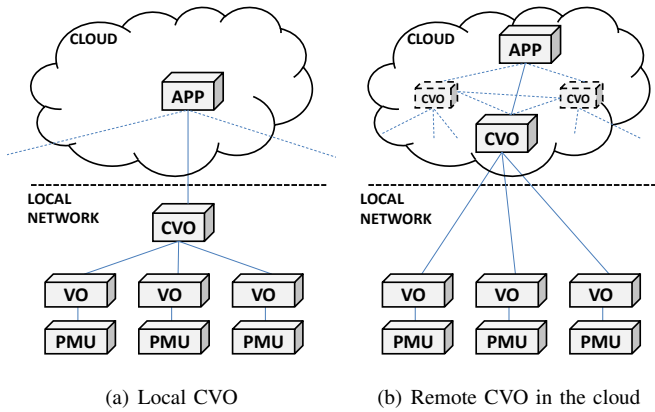 CLOUD
APP
LOCAL
NETWORK
CVO
VO VO VO
PMU PMU PMU
(a) Local CVO
CLOUD
APP
CVO CVO
CVO
LOCAL
NETWORK
VO VO VO
PMU PMU PMU
(b) Remote CVO in the cloud